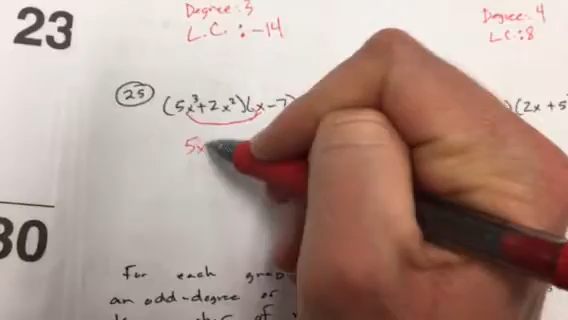 23
Degree: 3
L.C.: -14
Degree: 4
L.C: 8
25 (5x³+2x²)(x-7)
(2x+5
5x
30
For each
an odd-degree or
of